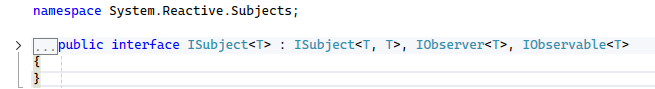 namespace System.Reactive.Subjects;
...public interface ISubject<T> : ISubject<T, T>, IObserver<T>, IObservable<T>
{
}